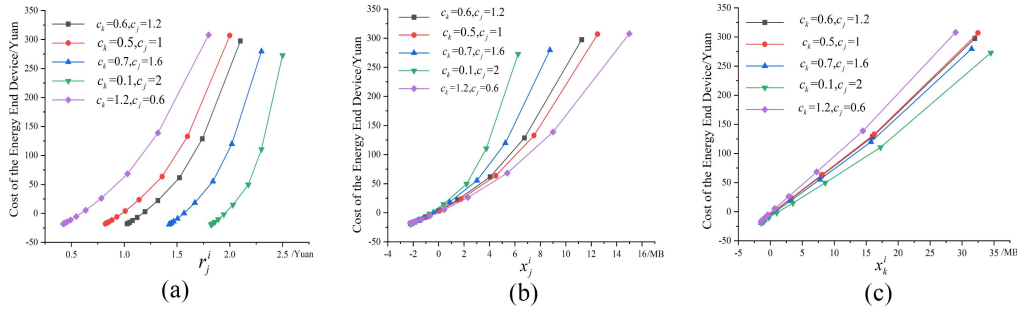 Cost of the Energy End Device/Yuan
350
300
250
200
150
100
50
0
-50
c_k=0.6,c_j=1.2
c_k=0.5,c_j=1
c_k=0.7,c_j=1.6
c_k=0.1,c_j=2
c_k=1.2,c_j=0.6
0.5 1.0 1.5 2.0 2.5 /Yuan
r_j^i
(a)
Cost of the Energy End Device/Yuan
350
300
250
200
150
100
50
0
-50
c_k=0.6,c_j=1.2
c_k=0.5,c_j=1
c_k=0.7,c_j=1.6
c_k=0.1,c_j=2
c_k=1.2,c_j=0.6
-4 -2 0 2 4 6 8 10 12 14 16/MB
x_j^i
(b)
Cost of the Energy End Device/Yuan
350
300
250
200
150
100
50
0
-50
c_k=0.6,c_j=1.2
c_k=0.5,c_j=1
c_k=0.7,c_j=1.6
c_k=0.1,c_j=2
c_k=1.2,c_j=0.6
-5 0 5 10 15 20 25 30 35 /MB
x_k^i
(c)